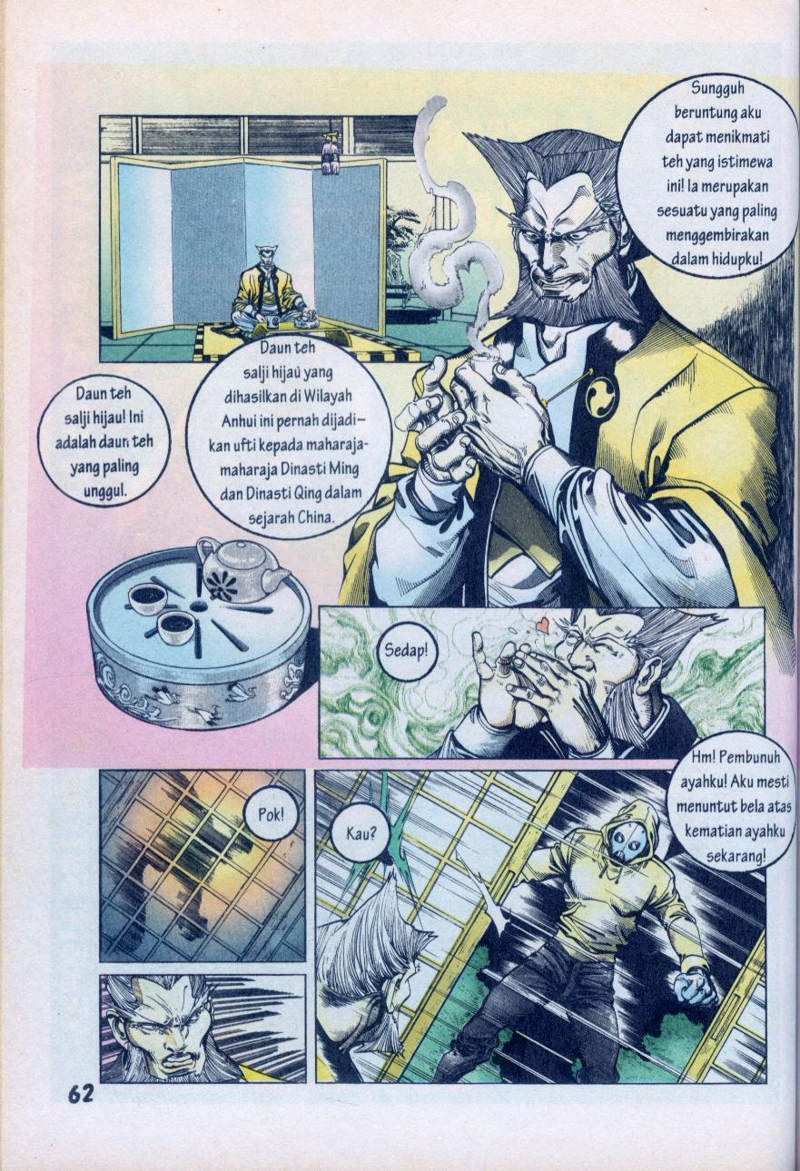 Sungguh
beruntung aku
dapat menikmati
teh yang istimewa
ini! Ia merupakan
sesuatu yang paling
menggembirakan
dalam hidupku!
Daun teh
salji hijau! Ini
adalah daun teh
yang paling
unggul.
Daun teh
salji hijau yang
dihasilkan di Wilayah
Anhui ini pernah dijadi-
kan ufti kepada maharaja-
maharaja Dinasti Ming
dan Dinasti Qing dalam
sejarah China.
Sedap!
Pok!
Kau?
Hm! Pembunuh
ayahku! Aku mesti
menuntut bela atas
kematian ayahku
sekarang!
62